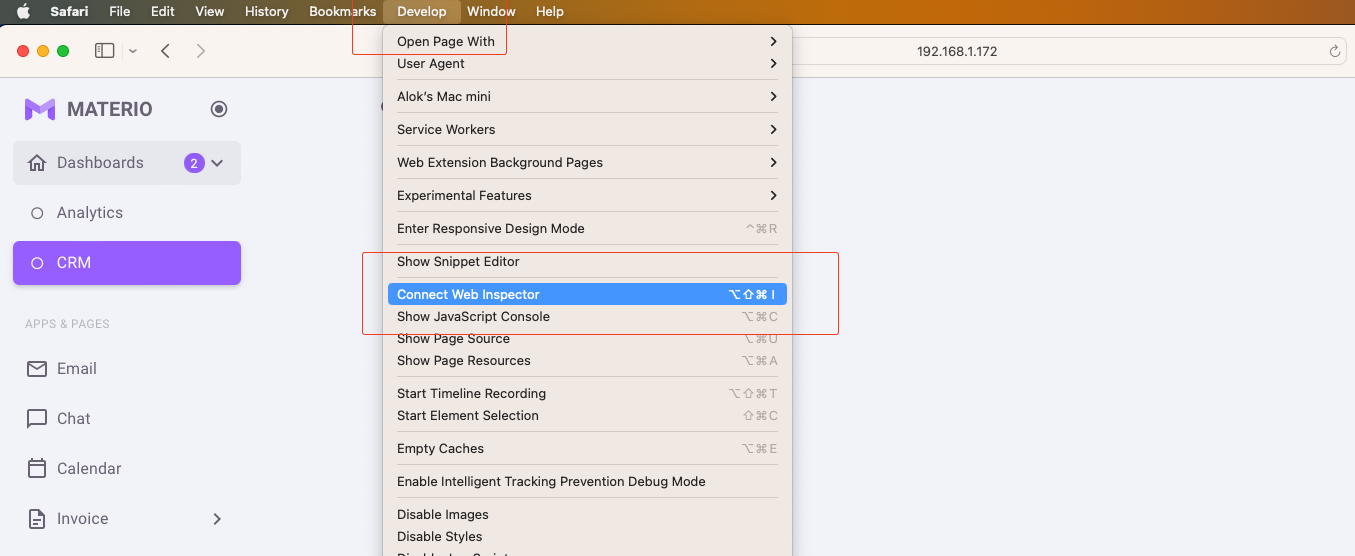 Safari File Edit View History Bookmarks Develop Window Help
192.168.1.172
MATERIO
Dashboards 2
Analytics
CRM
APPS & PAGES
Email
Chat
Calendar
Invoice
Open Page With
User Agent
Alok’s Mac mini
Service Workers
Web Extension Background Pages
Experimental Features
Enter Responsive Design Mode ^⌘R
Show Snippet Editor
Connect Web Inspector ⌥⇧⌘I
Show JavaScript Console ⌥⌘C
Show Page Source ⌥⌘U
Show Page Resources ⌥⌘A
Start Timeline Recording ⌥⇧⌘T
Start Element Selection ⇧⌘C
Empty Caches ⌥⌘E
Enable Intelligent Tracking Prevention Debug Mode
Disable Images
Disable Styles